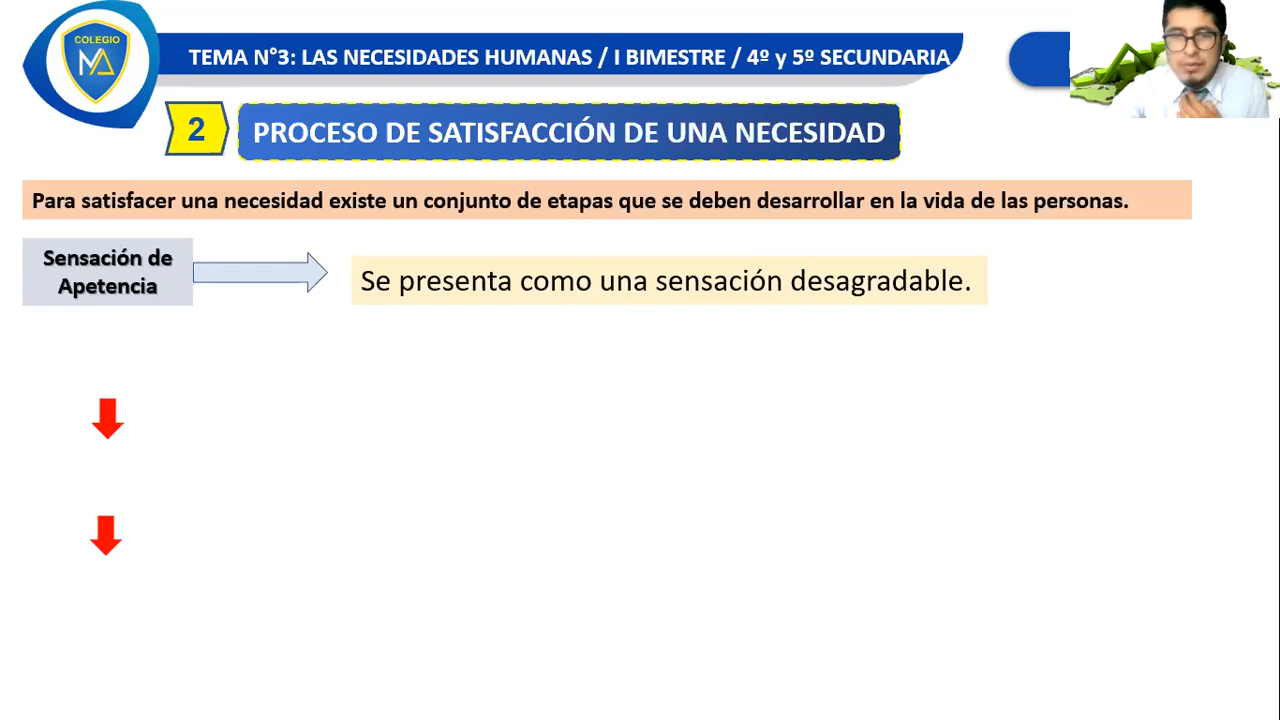 COLEGIO
MA
TEMA N°3: LAS NECESIDADES HUMANAS / I BIMESTRE / 4º y 5º SECUNDARIA
2
PROCESO DE SATISFACCIÓN DE UNA NECESIDAD
Para satisfacer una necesidad existe un conjunto de etapas que se deben desarrollar en la vida de las personas.
Sensación de
Apetencia
Se presenta como una sensación desagradable.